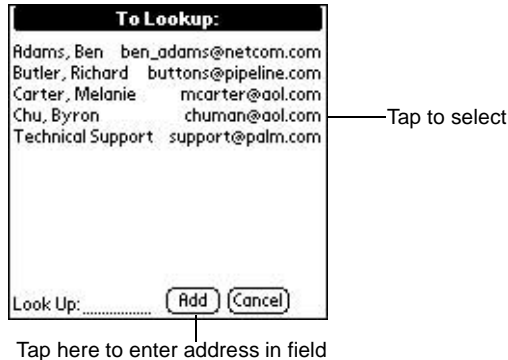 To Lookup:
Adams, Ben ben_adams@netcom.com
Butler, Richard buttons@pipeline.com
Carter, Melanie mcarter@aol.com
Chu, Byron chuman@aol.com
Technical Support support@palm.com
Tap to select
Look Up: Add Cancel
Tap here to enter address in field